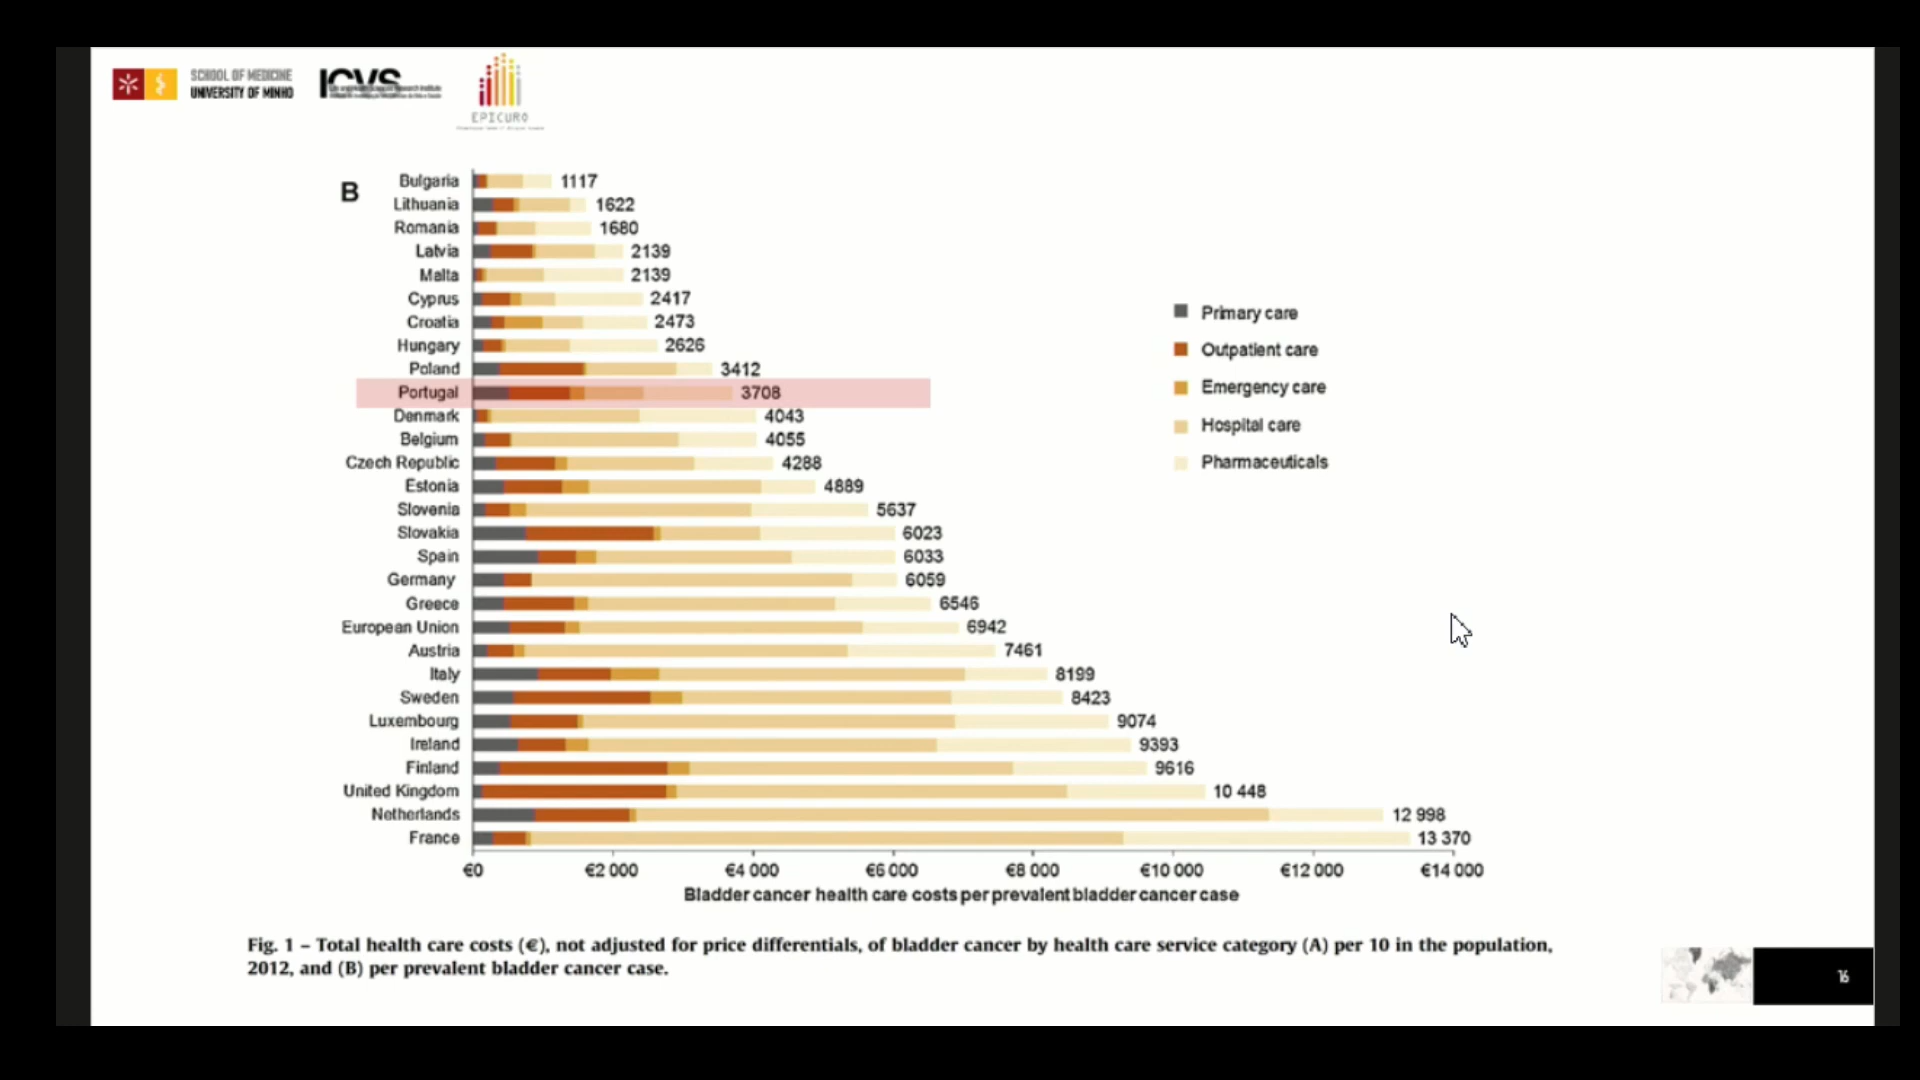 SCHOOL OF MEDICINE
UNIVERSITY OF MINHO
ICVS
EPICURO
B
Bulgaria 1117
Lithuania 1622
Romania 1680
Latvia 2139
Malta 2139
Cyprus 2417
Croatia 2473
Hungary 2626
Poland 3412
Portugal 3708
Denmark 4043
Belgium 4055
Czech Republic 4288
Estonia 4889
Slovenia 5637
Slovakia 6023
Spain 6033
Germany 6059
Greece 6546
European Union 6942
Austria 7461
Italy 8199
Sweden 8423
Luxembourg 9074
Ireland 9393
Finland 9616
United Kingdom 10 448
Netherlands 12 998
France 13 370
€0 €2 000 €4 000 €6 000 €8 000 €10 000 €12 000 €14 000
Bladder cancer health care costs per prevalent bladder cancer case
Primary care
Outpatient care
Emergency care
Hospital care
Pharmaceuticals
Fig. 1 – Total health care costs (€), not adjusted for price differentials, of bladder cancer by health care service category (A) per 10 in the population,
2012, and (B) per prevalent bladder cancer case.
16